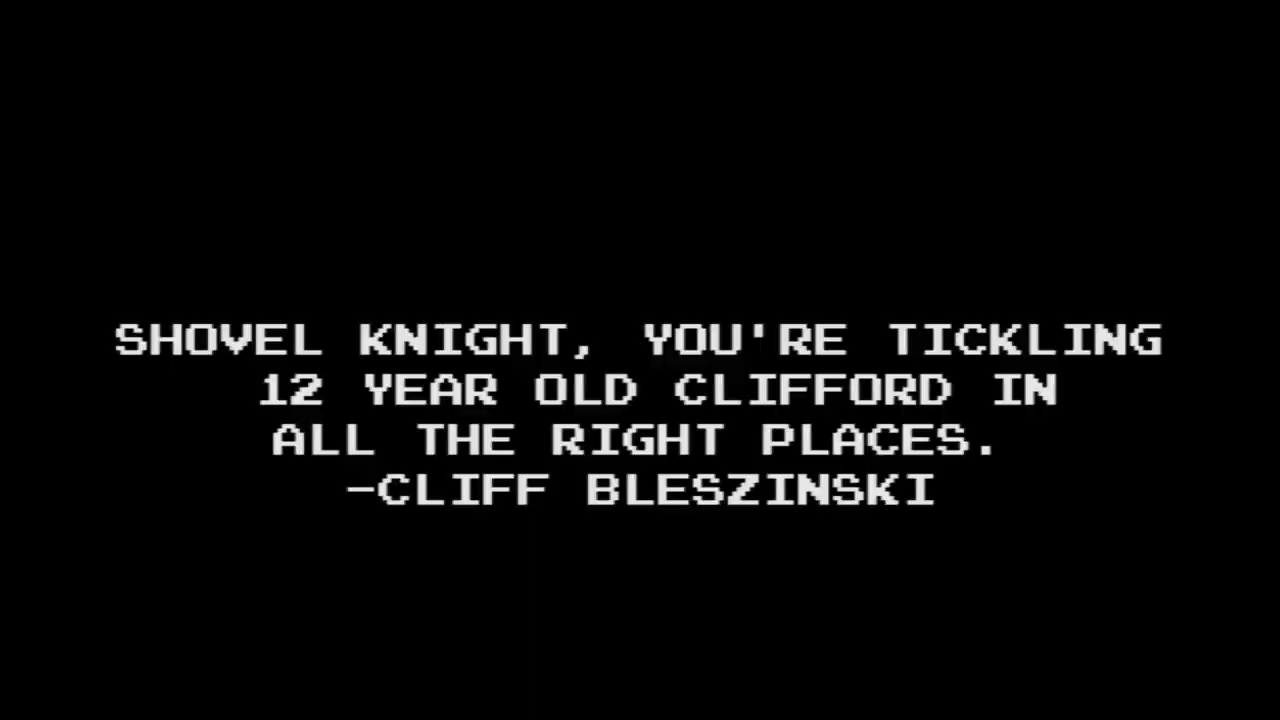 SHOVEL KNIGHT, YOU'RE TICKLING
12 YEAR OLD CLIFFORD IN
ALL THE RIGHT PLACES.
-CLIFF BLESZINSKI